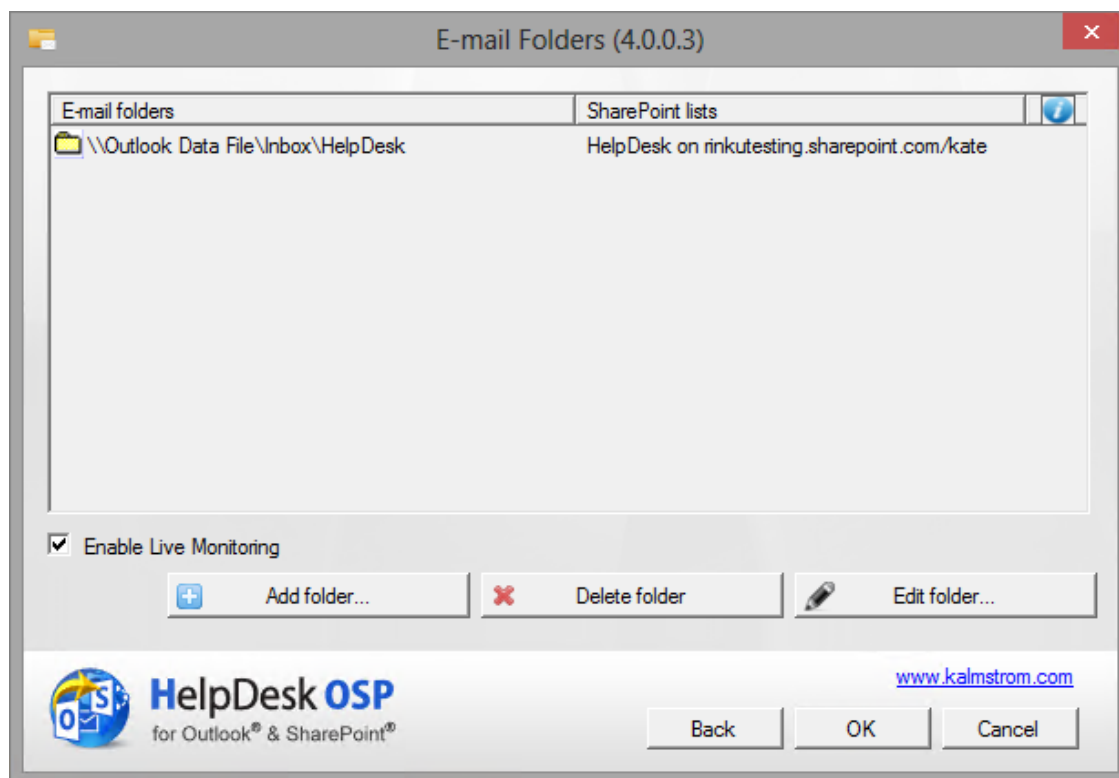 E-mail Folders (4.0.0.3)
E-mail folders SharePoint lists
\\Outlook Data File\Inbox\HelpDesk HelpDesk on rinkutesting.sharepoint.com/kate
Enable Live Monitoring
Add folder... Delete folder Edit folder...
www.kalmstrom.com
HelpDesk OSP
for Outlook® & SharePoint®
Back OK Cancel